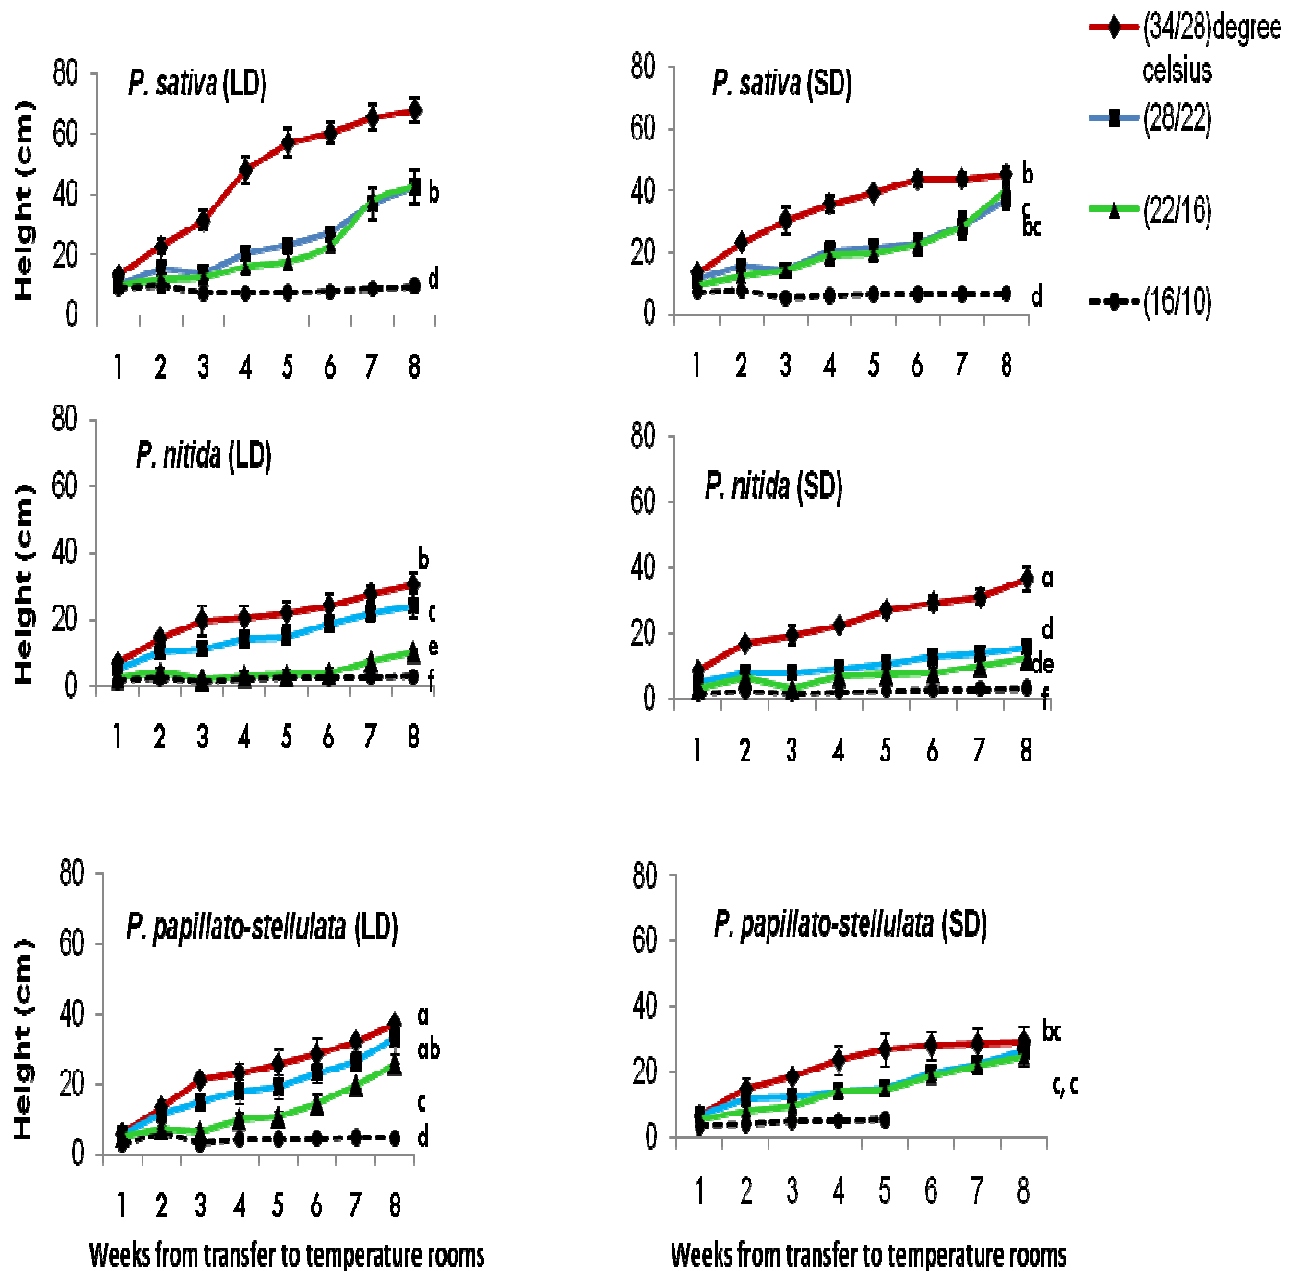 (34/28)degree
celsius
(28/22)
(22/16)
(16/10)
P. sativa (LD)
Height (cm)
80
60
40
20
0
b
d
1 2 3 4 5 6 7 8
P. sativa (SD)
80
60
40
20
0
b
c
bc
d
1 2 3 4 5 6 7 8
P. nitida (LD)
Height (cm)
80
60
40
20
0
b
c
e
f
1 2 3 4 5 6 7 8
P. nitida (SD)
80
60
40
20
0
a
d
de
f
1 2 3 4 5 6 7 8
P. papillato-stellulata (LD)
Height (cm)
80
60
40
20
0
a
ab
c
d
1 2 3 4 5 6 7 8
Weeks from transfer to temperature rooms
P. papillato-stellulata (SD)
80
60
40
20
0
bc
c, c
1 2 3 4 5 6 7 8
Weeks from transfer to temperature rooms